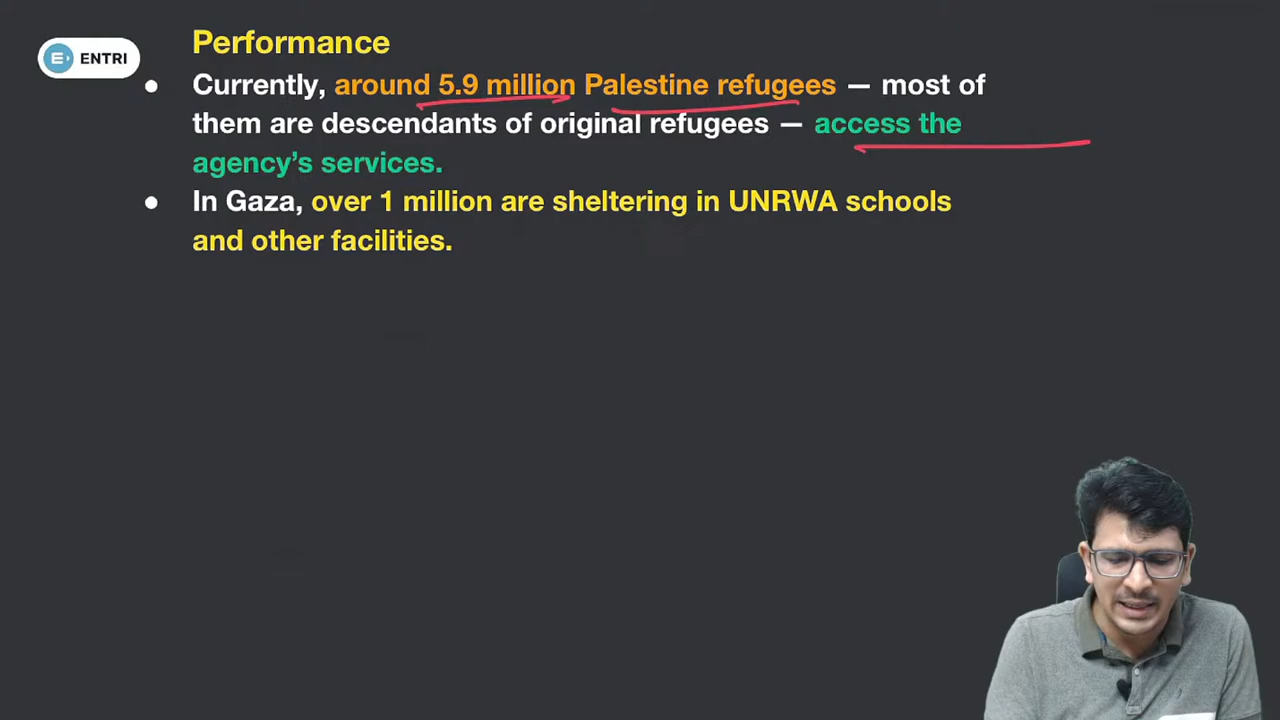 Performance
ENTRI
● Currently, around 5.9 million Palestine refugees — most of
them are descendants of original refugees — access the
agency’s services.
● In Gaza, over 1 million are sheltering in UNRWA schools
and other facilities.